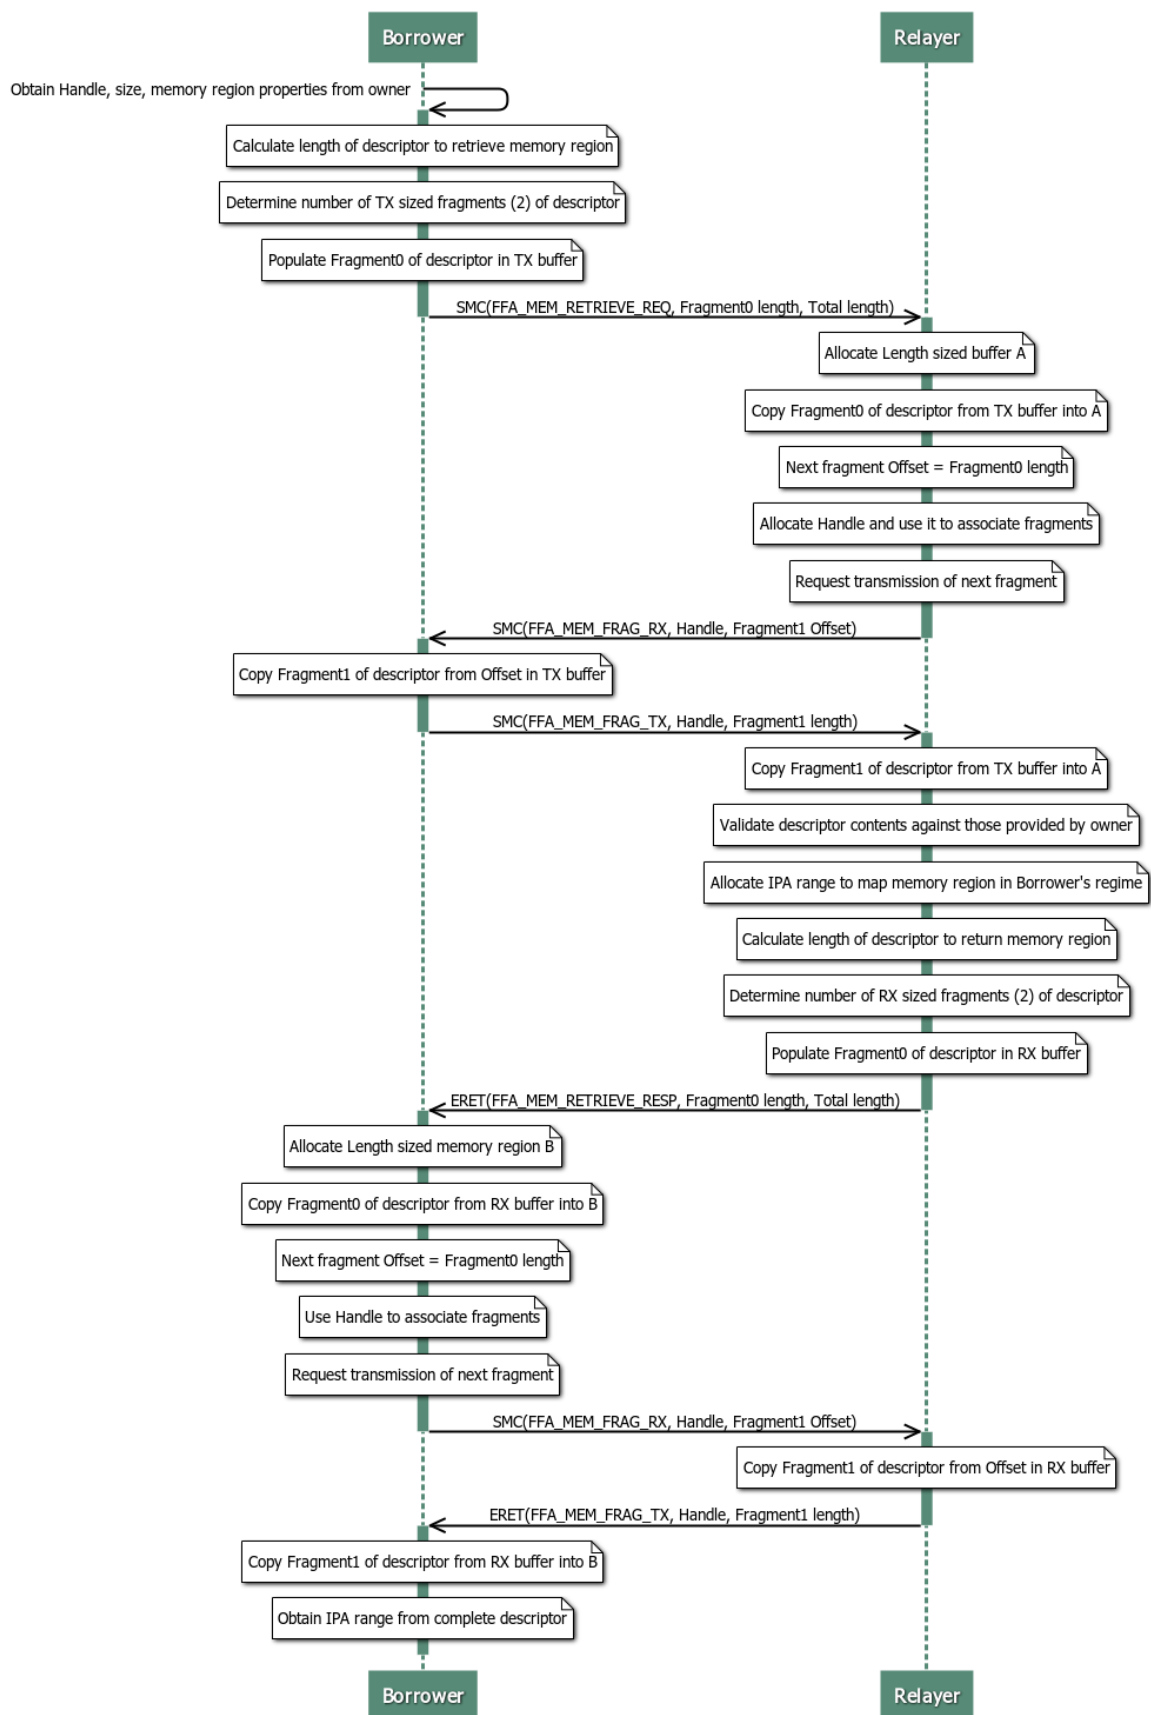 Borrower
Relayer
Obtain Handle, size, memory region properties from owner
Calculate length of descriptor to retrieve memory region
Determine number of TX sized fragments (2) of descriptor
Populate Fragment0 of descriptor in TX buffer
SMC(FFA_MEM_RETRIEVE_REQ, Fragment0 length, Total length)
Allocate Length sized buffer A
Copy Fragment0 of descriptor from TX buffer into A
Next fragment Offset = Fragment0 length
Allocate Handle and use it to associate fragments
Request transmission of next fragment
SMC(FFA_MEM_FRAG_RX, Handle, Fragment1 Offset)
Copy Fragment1 of descriptor from Offset in TX buffer
SMC(FFA_MEM_FRAG_TX, Handle, Fragment1 length)
Copy Fragment1 of descriptor from TX buffer into A
Validate descriptor contents against those provided by owner
Allocate IPA range to map memory region in Borrower's regime
Calculate length of descriptor to return memory region
Determine number of RX sized fragments (2) of descriptor
Populate Fragment0 of descriptor in RX buffer
ERET(FFA_MEM_RETRIEVE_RESP, Fragment0 length, Total length)
Allocate Length sized memory region B
Copy Fragment0 of descriptor from RX buffer into B
Next fragment Offset = Fragment0 length
Use Handle to associate fragments
Request transmission of next fragment
SMC(FFA_MEM_FRAG_RX, Handle, Fragment1 Offset)
Copy Fragment1 of descriptor from Offset in RX buffer
ERET(FFA_MEM_FRAG_TX, Handle, Fragment1 length)
Copy Fragment1 of descriptor from RX buffer into B
Obtain IPA range from complete descriptor
Borrower
Relayer